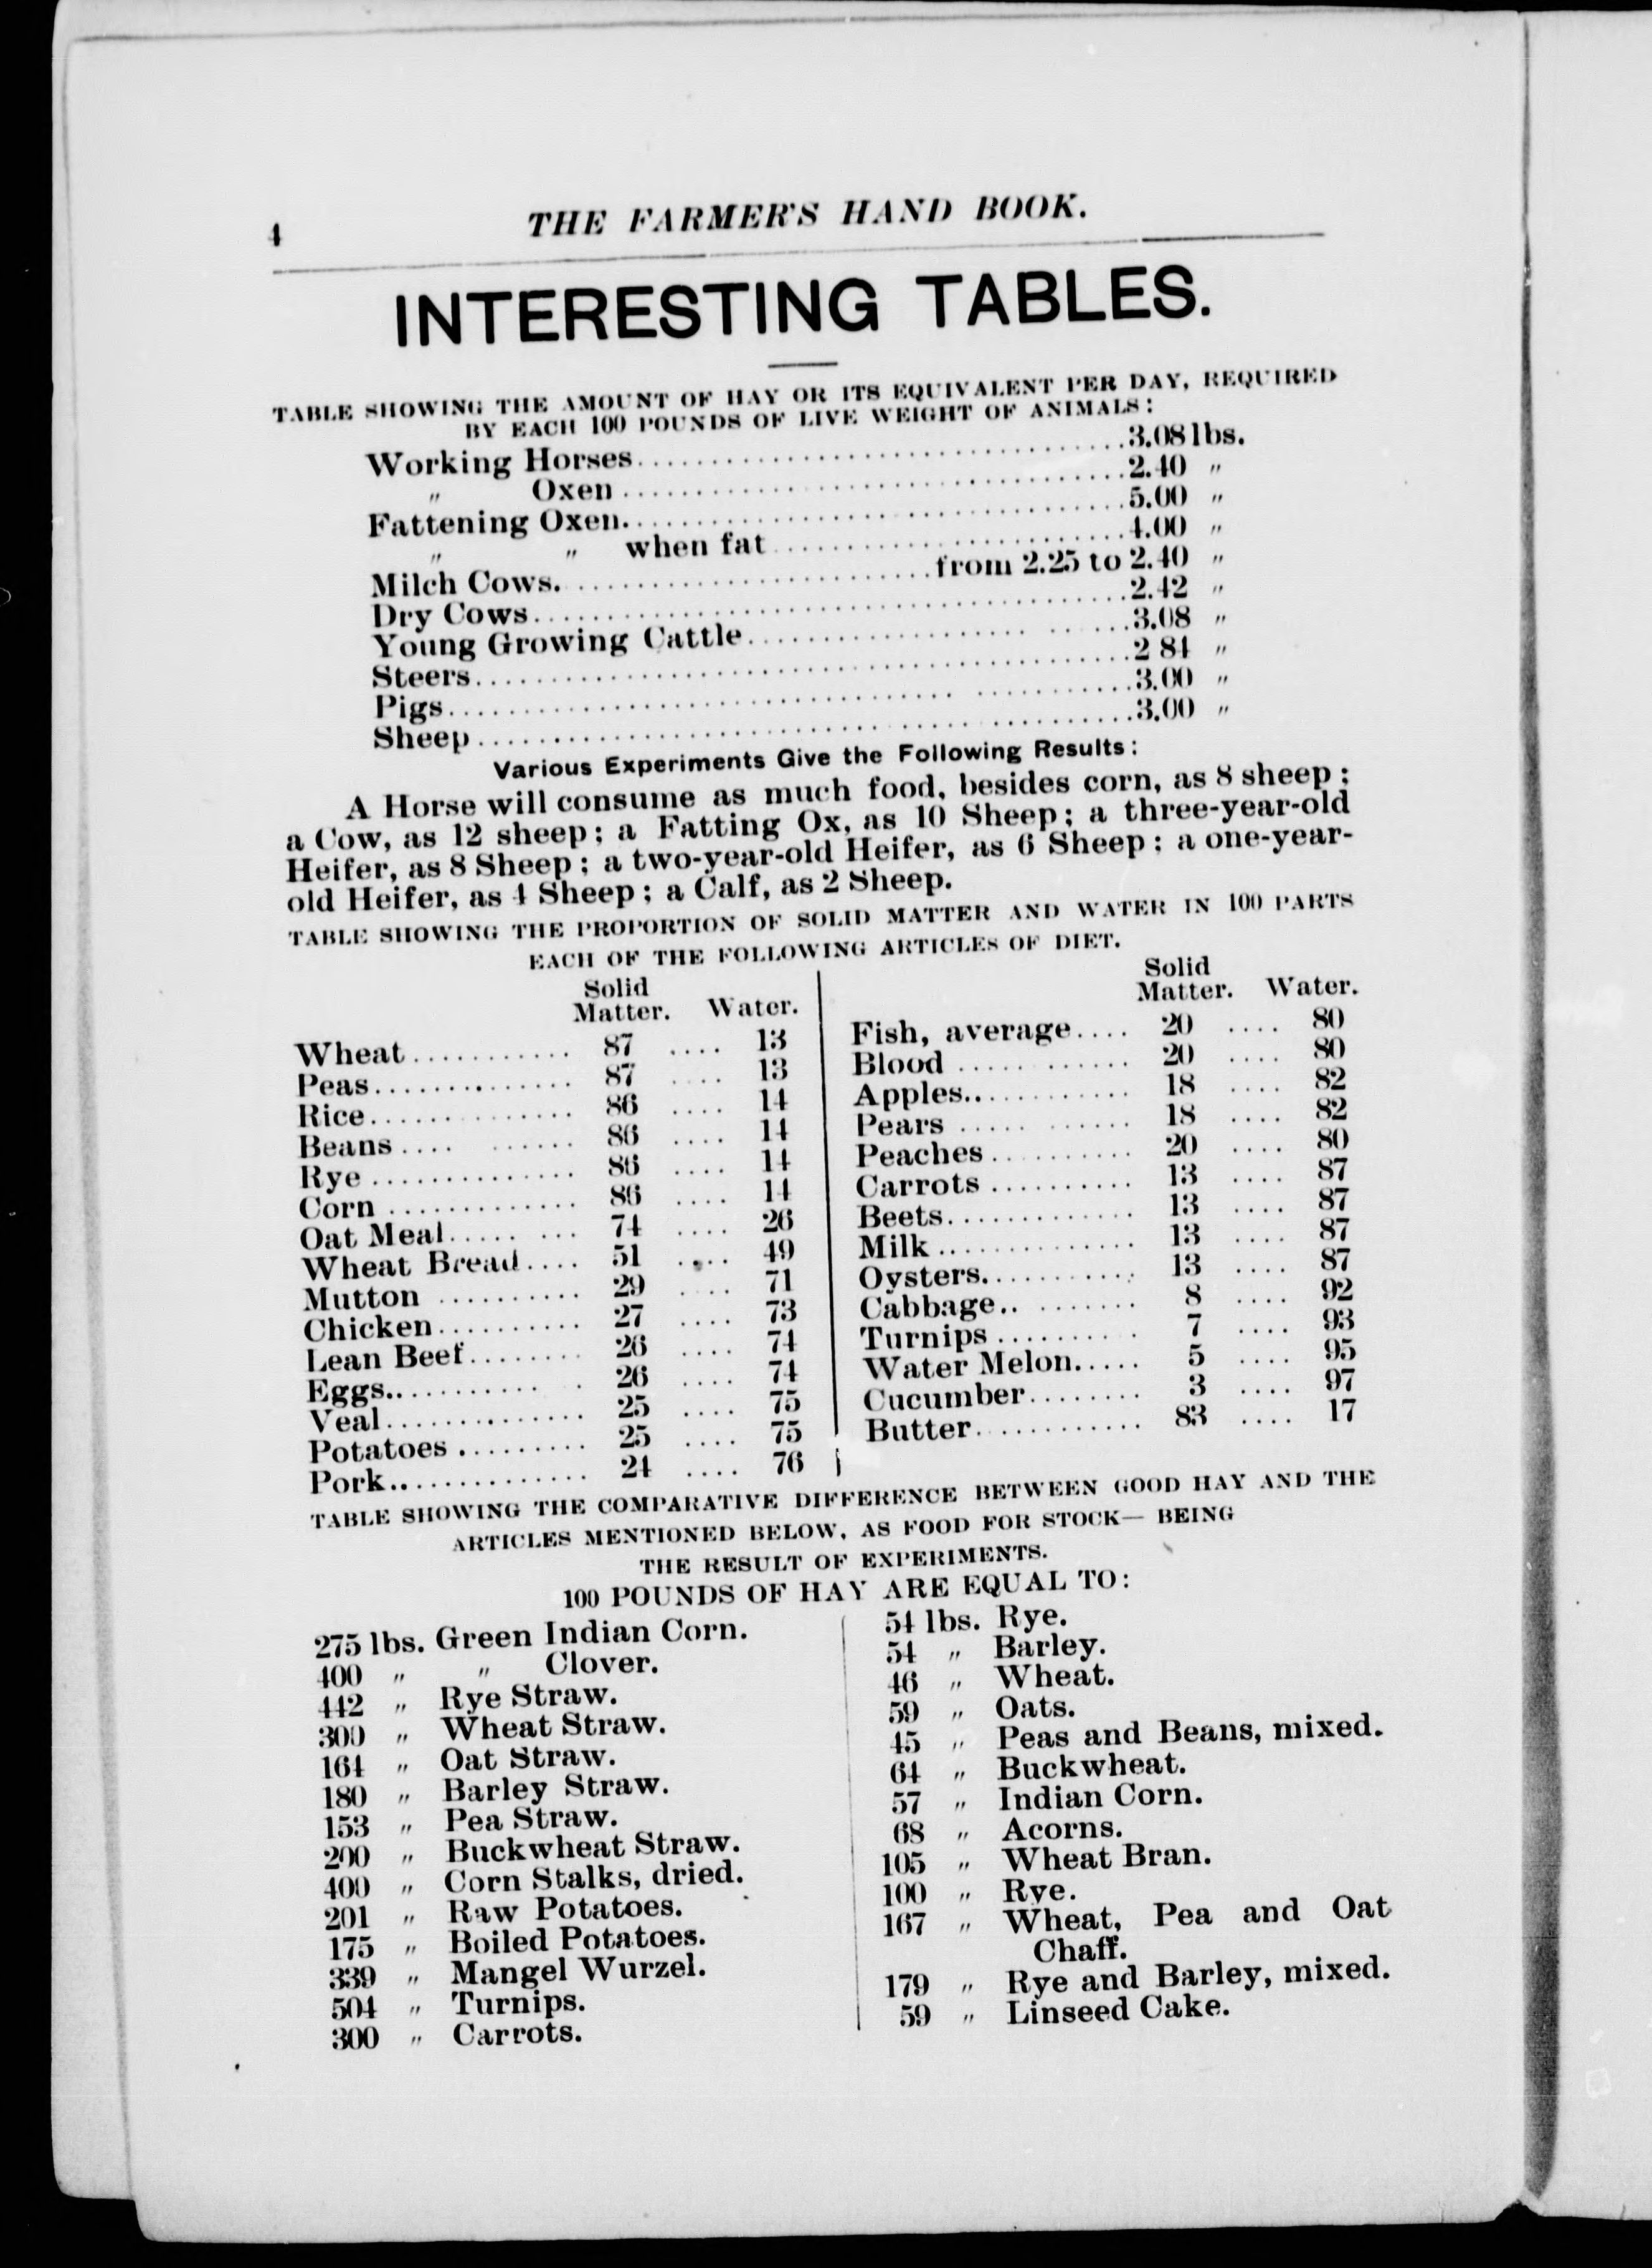 4
THE FARMER'S HAND BOOK.
INTERESTING TABLES.
TABLE SHOWING THE AMOUNT OF HAY OR ITS EQUIVALENT PER DAY, REQUIRED
BY EACH 100 POUNDS OF LIVE WEIGHT OF ANIMALS:
Working Horses.................................3.08 lbs.
" Oxen.................................2.40 "
Fattening Oxen.................................5.00 "
" " when fat.................................4.00 "
Milch Cows..........................from 2.25 to 2.40 "
Dry Cows.................................2.42 "
Young Growing Cattle.................................3.08 "
Steers.................................2 84 "
Pigs.................................3.00 "
Sheep.................................3.00 "
Various Experiments Give the Following Results:
A Horse will consume as much food, besides corn, as 8 sheep;
a Cow, as 12 sheep; a Fatting Ox, as 10 Sheep; a three-year-old
Heifer, as 8 Sheep; a two-year-old Heifer, as 6 Sheep; a one-year-
old Heifer, as 4 Sheep; a Calf, as 2 Sheep.
TABLE SHOWING THE PROPORTION OF SOLID MATTER AND WATER IN 100 PARTS
EACH OF THE FOLLOWING ARTICLES OF DIET.
Solid
Matter. Water.
Wheat........... 87 .... 13
Peas............. 87 .... 13
Rice.............. 86 .... 14
Beans.... ...... 86 .... 14
Rye.............. 86 .... 14
Corn............. 86 .... 14
Oat Meal..... ... 74 .... 26
Wheat Bread.... 51 .... 49
Mutton.......... 29 .... 71
Chicken.......... 27 .... 73
Lean Beef........ 26 .... 74
Eggs............ . 26 .... 74
Veal.............. 25 .... 75
Potatoes......... 25 .... 75
Pork.............. 24 .... 76
Solid
Matter. Water.
Fish, average.... 20 .... 80
Blood............ 20 .... 80
Apples............ 18 .... 82
Pears..... ...... 18 .... 82
Peaches.......... 20 .... 80
Carrots.......... 13 .... 87
Beets............. 13 .... 87
Milk.............. 13 .... 87
Oysters........... 13 .... 87
Cabbage.. ....... 8 .... 92
Turnips.......... 7 .... 93
Water Melon..... 5 .... 95
Cucumber........ 3 .... 97
Butter............ 83 .... 17
TABLE SHOWING THE COMPARATIVE DIFFERENCE BETWEEN GOOD HAY AND THE
ARTICLES MENTIONED BELOW, AS FOOD FOR STOCK— BEING
THE RESULT OF EXPERIMENTS.
100 POUNDS OF HAY ARE EQUAL TO:
275 lbs. Green Indian Corn.
400 " " Clover.
442 " Rye Straw.
300 " Wheat Straw.
164 " Oat Straw.
180 " Barley Straw.
153 " Pea Straw.
200 " Buckwheat Straw.
400 " Corn Stalks, dried.
201 " Raw Potatoes.
175 " Boiled Potatoes.
339 " Mangel Wurzel.
504 " Turnips.
300 " Carrots.
54 lbs. Rye.
54 " Barley.
46 " Wheat.
59 " Oats.
45 " Peas and Beans, mixed.
64 " Buckwheat.
57 " Indian Corn.
68 " Acorns.
105 " Wheat Bran.
100 " Rye.
167 " Wheat, Pea and Oat
Chaff.
179 " Rye and Barley, mixed.
59 " Linseed Cake.